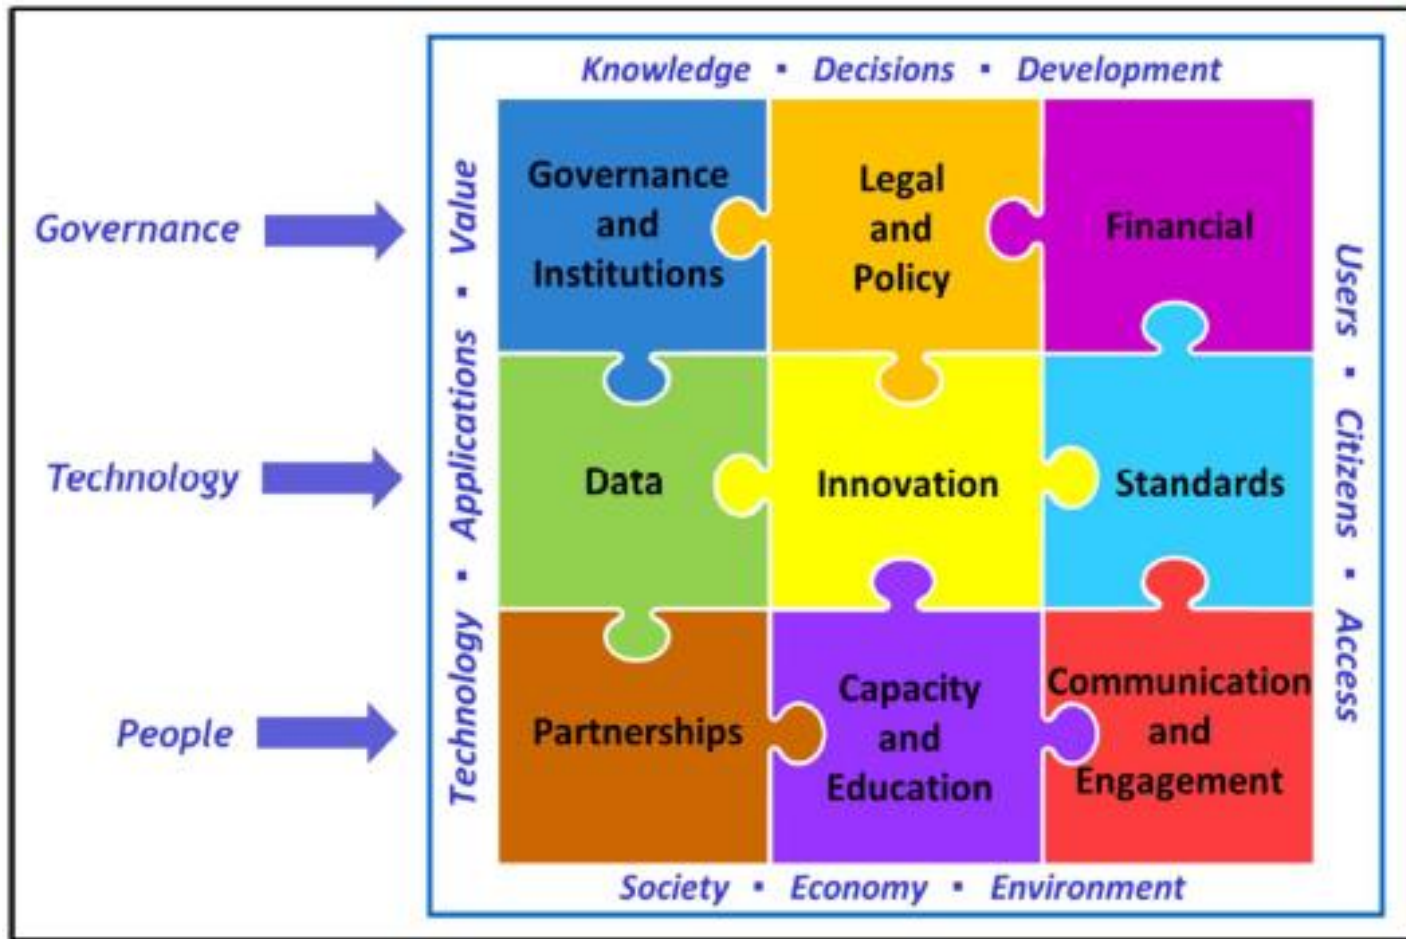 Knowledge ▪ Decisions ▪ Development
Governance
Technology ▪ Applications ▪ Value
Governance
and
Institutions
Legal
and
Policy
Financial
Users ▪ Citizens ▪ Access
Technology
Data
Innovation
Standards
People
Partnerships
Capacity
and
Education
Communication
and
Engagement
Society ▪ Economy ▪ Environment